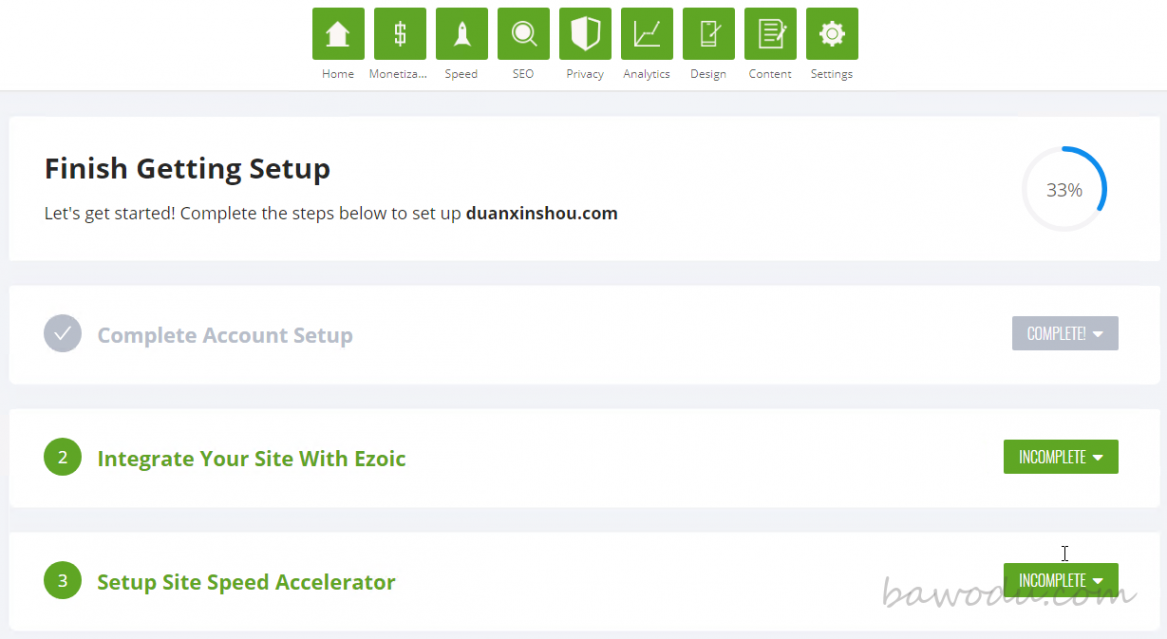 Home Monetiza... Speed SEO Privacy Analytics Design Content Settings
Finish Getting Setup
Let's get started! Complete the steps below to set up duanxinshou.com
33%
Complete Account Setup
COMPLETE!
2
Integrate Your Site With Ezoic
INCOMPLETE
3
Setup Site Speed Accelerator
INCOMPLETE
bawodu.com